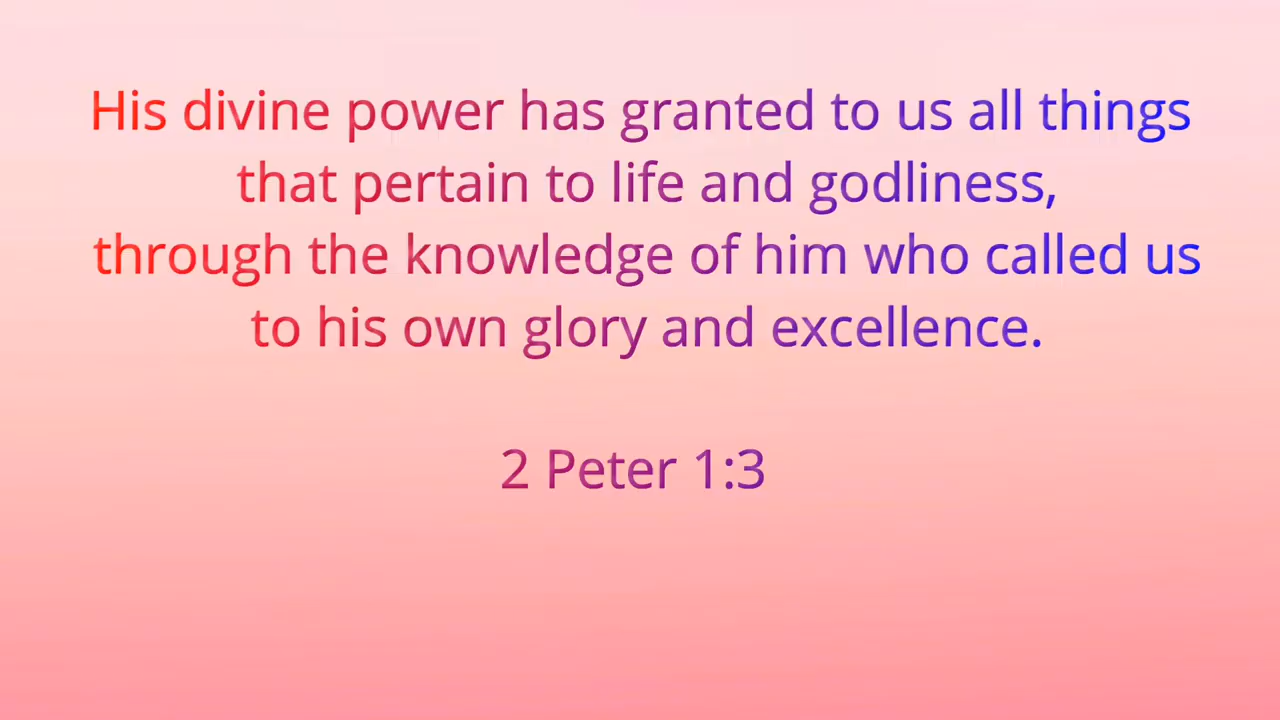 His divine power has granted to us all things
that pertain to life and godliness,
through the knowledge of him who called us
to his own glory and excellence.
2 Peter 1:3